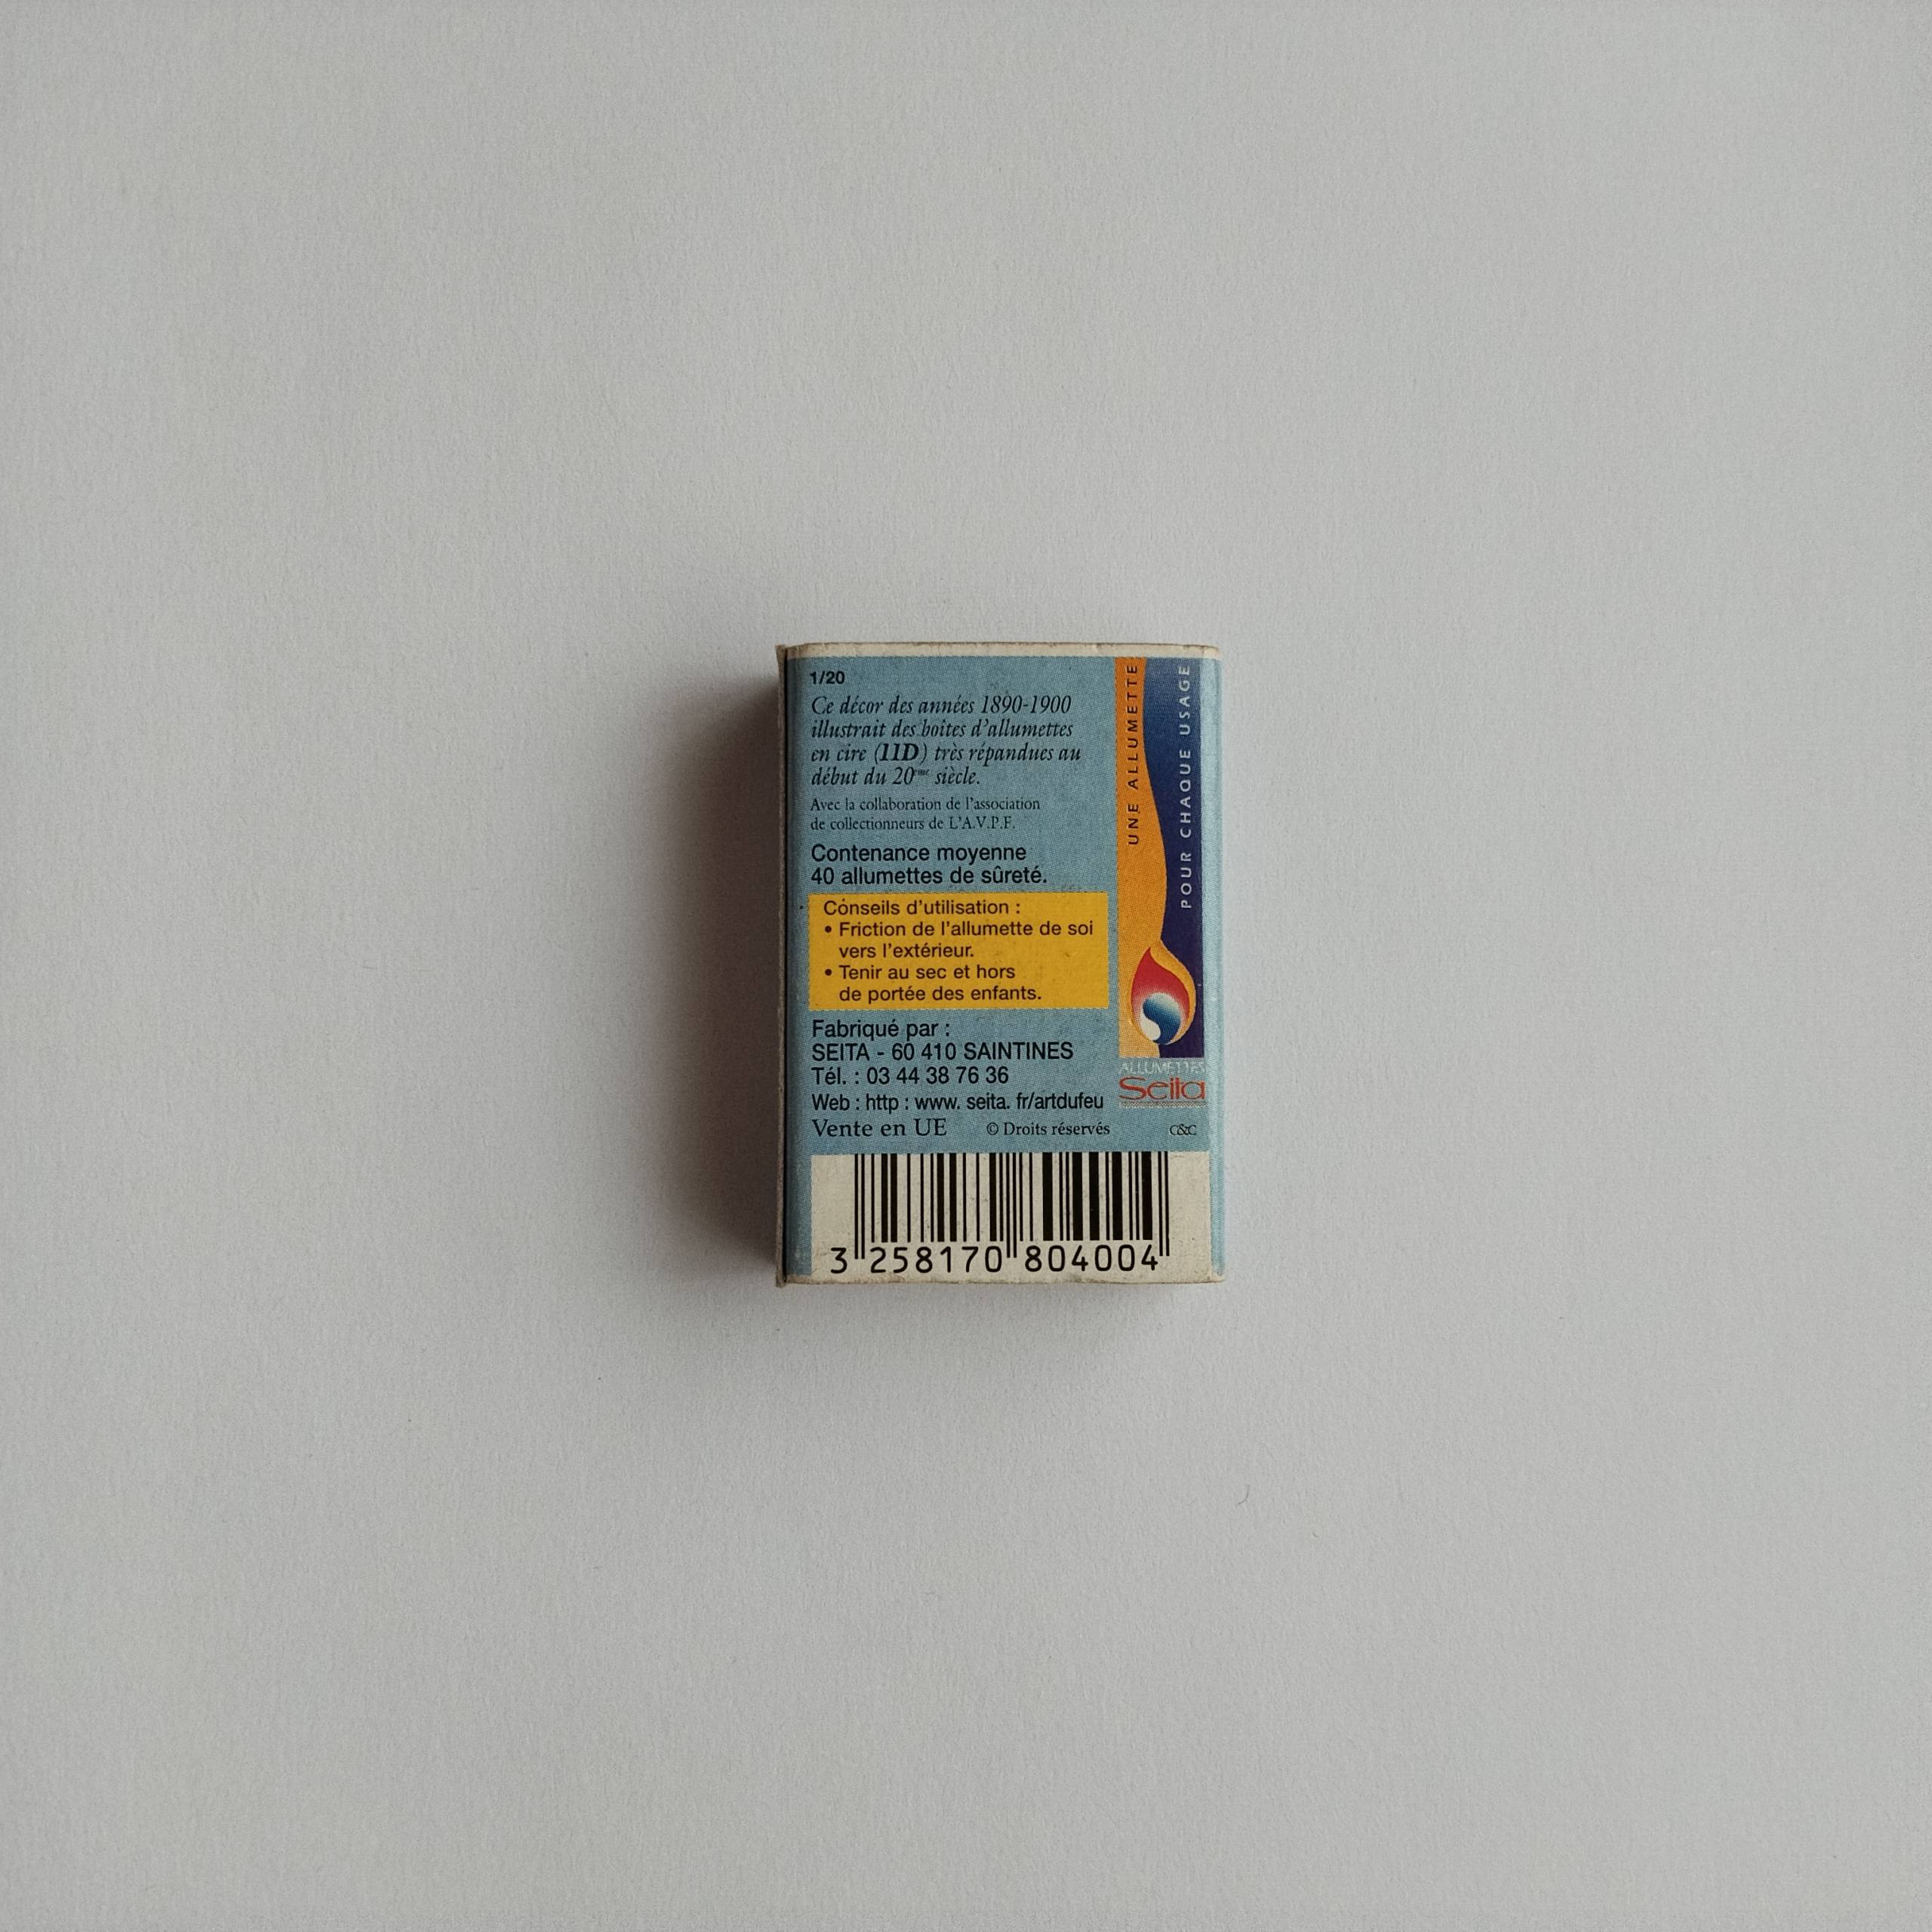 1/20
Ce décor des années 1890-1900
illustrait des boîtes d'allumettes
en cire (11D) très répandues au
début du 20ème siècle.
Avec la collaboration de l'association
de collectionneurs de L'A.V.P.F.
Contenance moyenne
40 allumettes de sûreté.
Conseils d'utilisation :
• Friction de l'allumette de soi
vers l'extérieur.
• Tenir au sec et hors
de portée des enfants.
Fabriqué par :
SEITA - 60 410 SAINTINES
Tél. : 03 44 38 76 36
Web : http : www. seita. fr/artdufeu
Vente en UE © Droits réservés C&C
UNE ALLUMETTE
POUR CHAQUE USAGE
ALLUMETTES
Seita
3 258170 804004